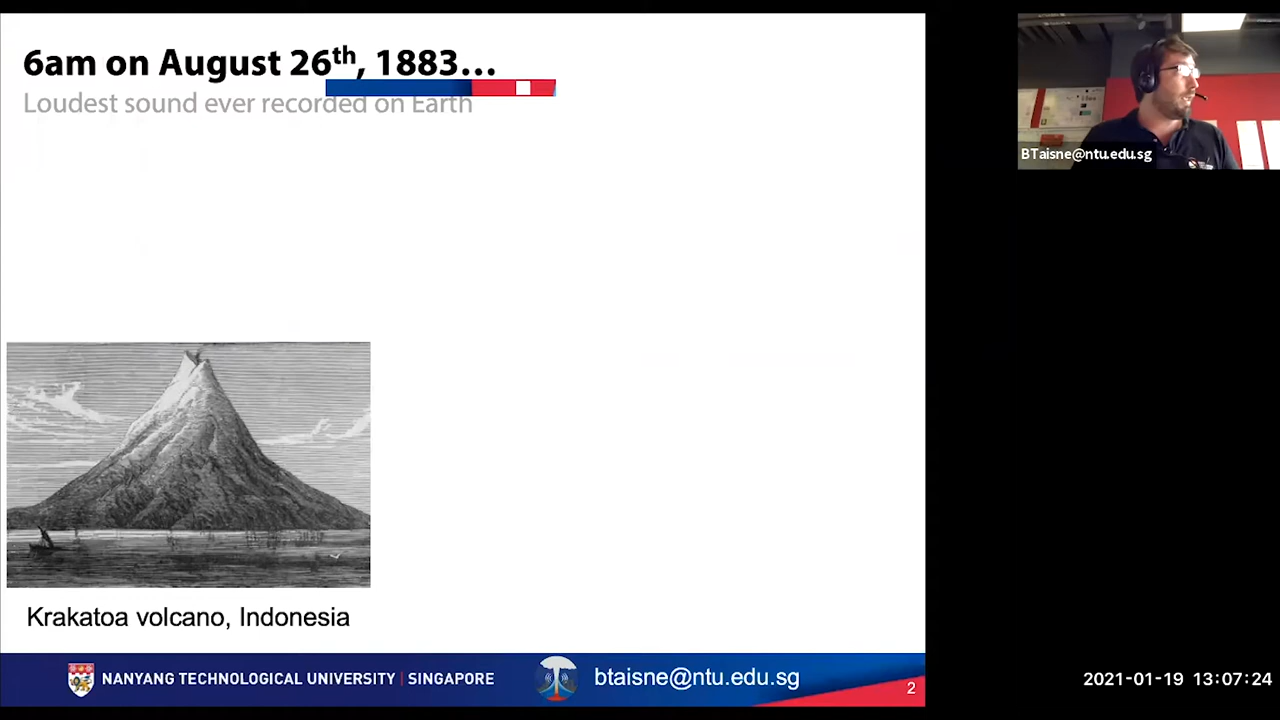 6am on August 26th, 1883...
Loudest sound ever recorded on Earth
BTaisne@ntu.edu.sg
Krakatoa volcano, Indonesia
NANYANG TECHNOLOGICAL UNIVERSITY | SINGAPORE
btaisne@ntu.edu.sg
2
2021-01-19 13:07:24